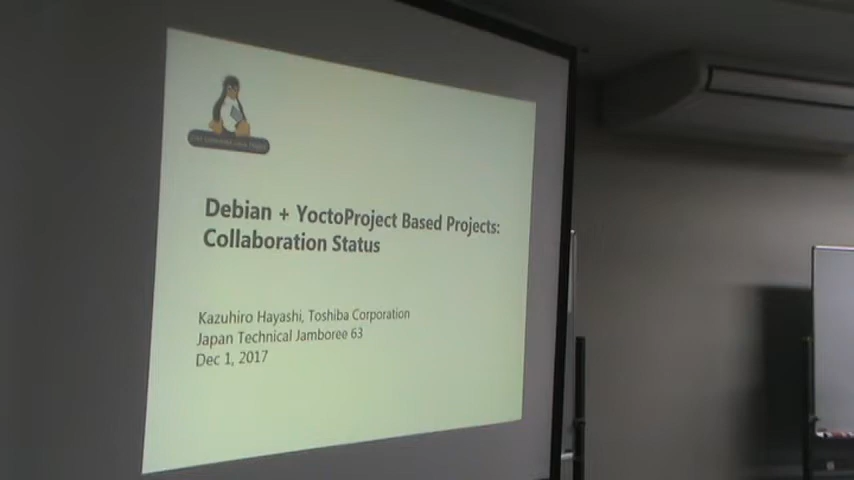 Debian + YoctoProject Based Projects:
Collaboration Status
Kazuhiro Hayashi, Toshiba Corporation
Japan Technical Jamboree 63
Dec 1, 2017